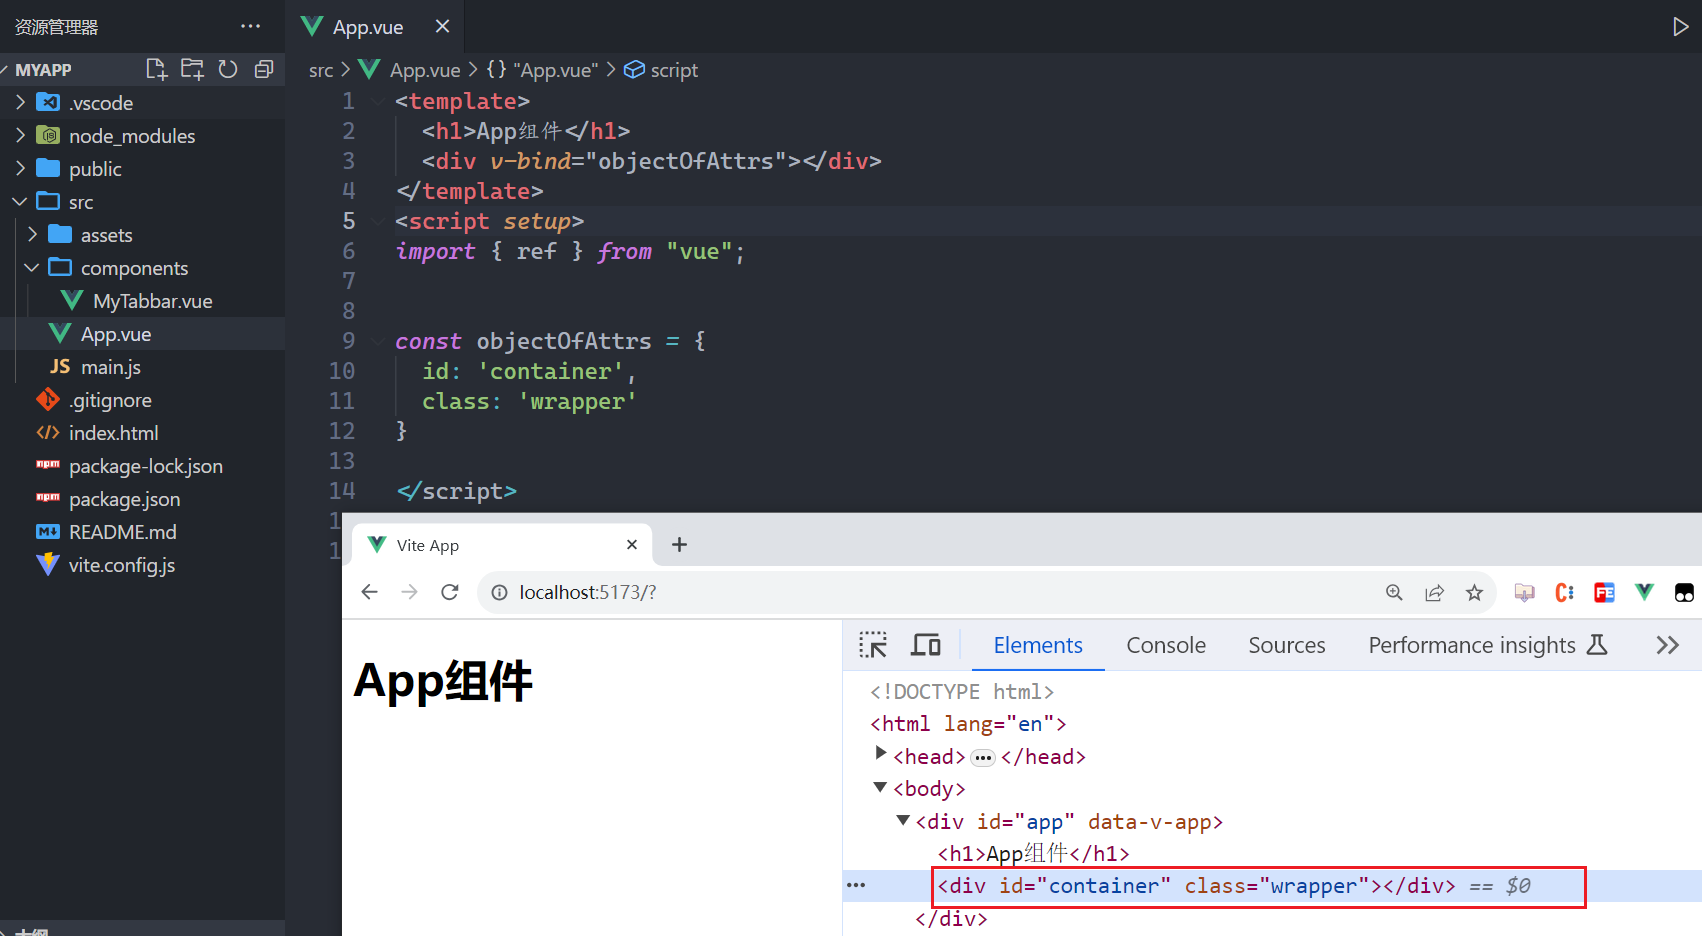 资源管理器
MYAPP
.vscode
node_modules
public
src
assets
components
MyTabbar.vue
App.vue
JS main.js
.gitignore
index.html
package-lock.json
package.json
README.md
vite.config.js
App.vue
src > App.vue > {} "App.vue" > script
1 <template>
2 <h1>App组件</h1>
3 <div v-bind="objectOfAttrs"></div>
4 </template>
5 <script setup>
6 import { ref } from "vue";
7
8
9 const objectOfAttrs = {
10 id: 'container',
11 class: 'wrapper'
12 }
13
14 </script>
1
1
Vite App
localhost:5173/?
App组件
Elements Console Sources Performance insights
<!DOCTYPE html>
<html lang="en">
<head> ••• </head>
<body>
<div id="app" data-v-app>
<h1>App组件</h1>
<div id="container" class="wrapper"></div> == $0
</div>